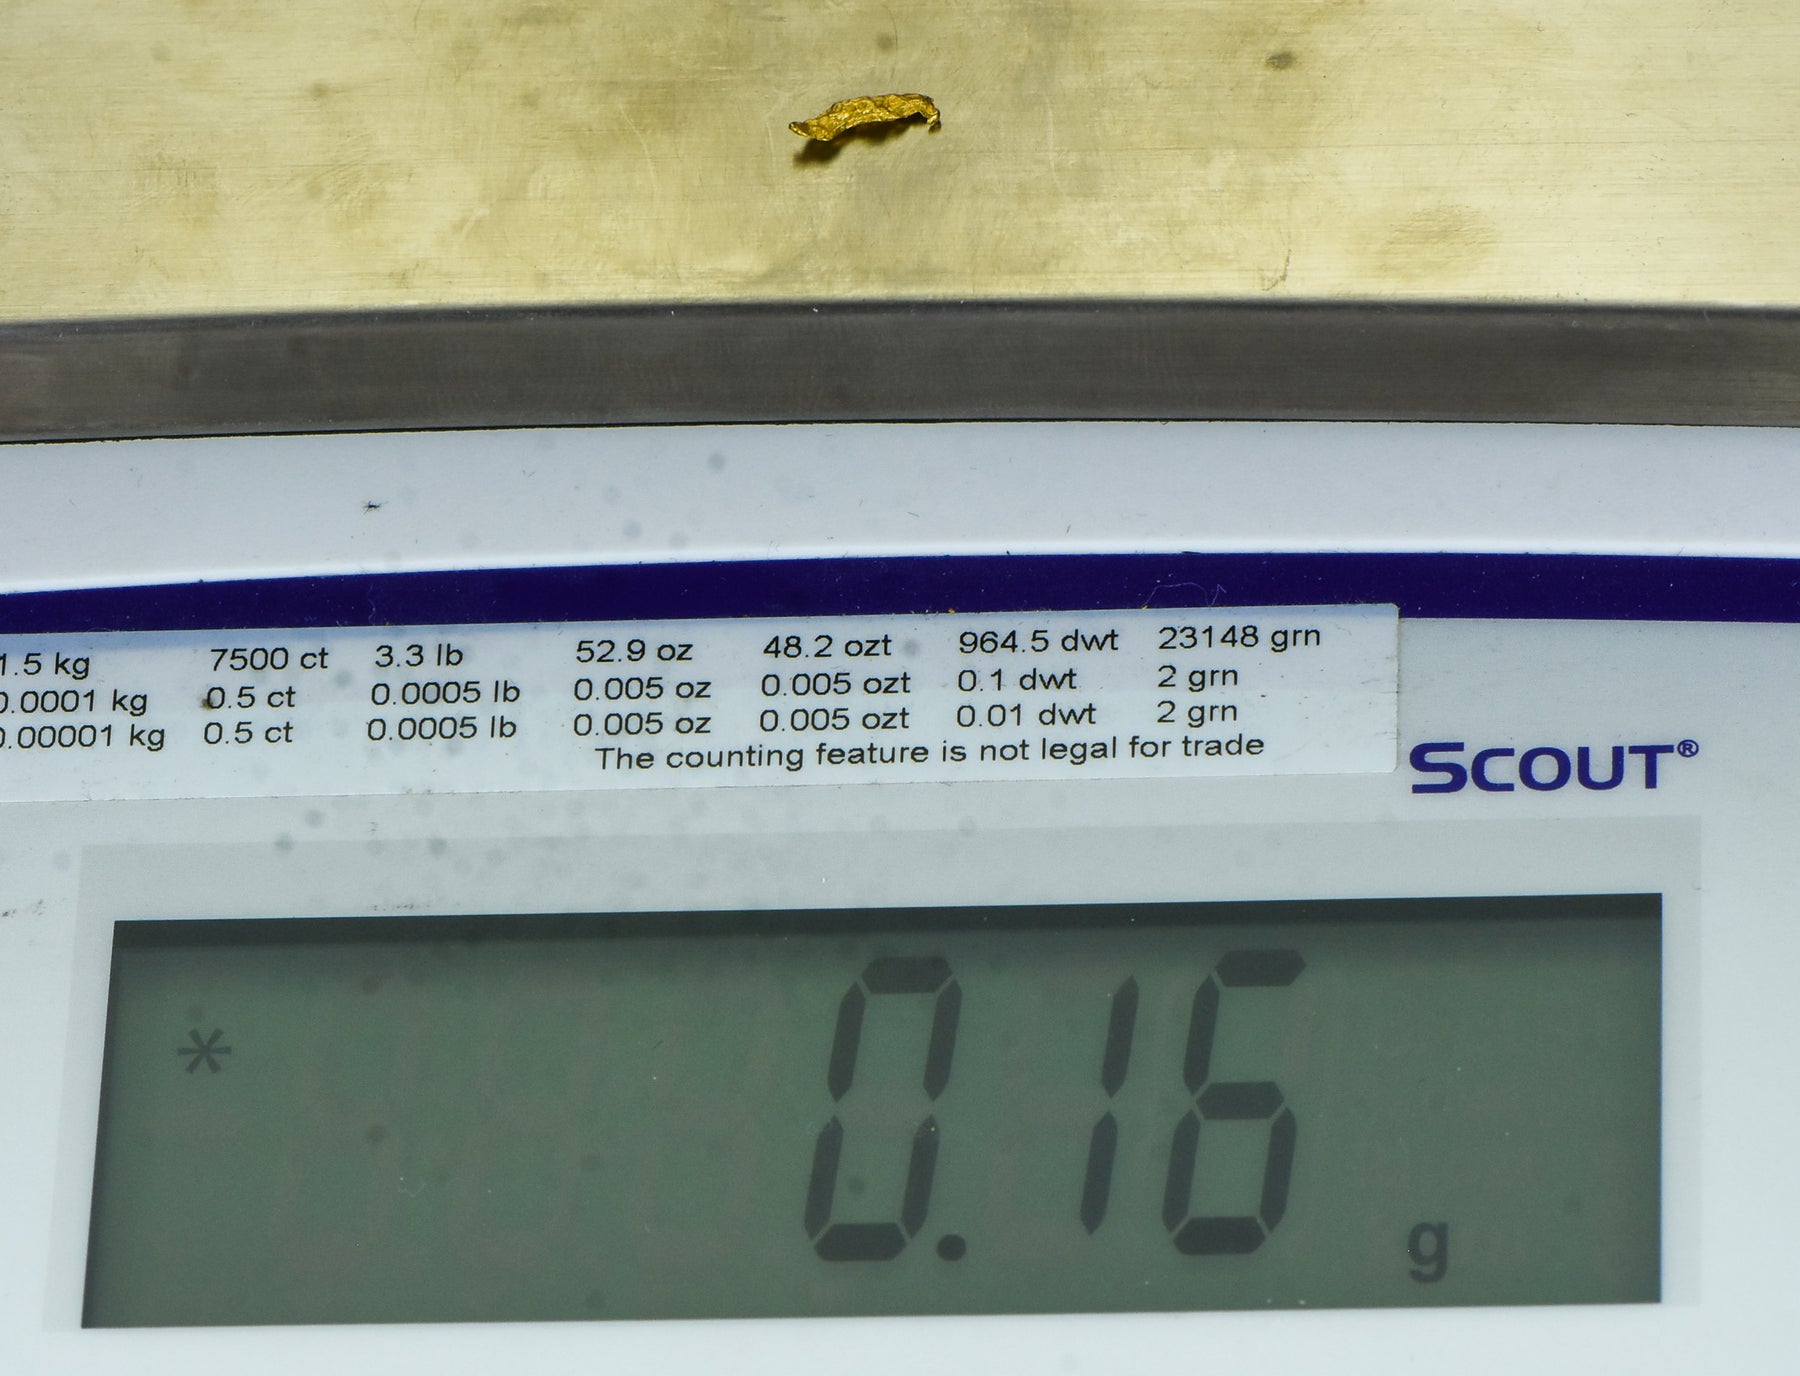 1.5 kg 7500 ct 3.3 lb 52.9 oz 48.2 ozt 964.5 dwt 23148 grn
0.0001 kg 0.5 ct 0.0005 lb 0.005 oz 0.005 ozt 0.1 dwt 2 grn
0.00001 kg 0.5 ct 0.0005 lb 0.005 oz 0.005 ozt 0.01 dwt 2 grn
The counting feature is not legal for trade
SCOUT®
* 0.16 g